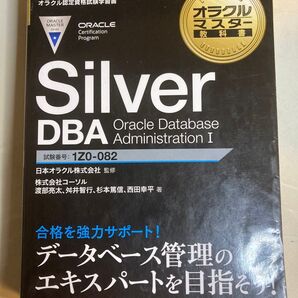 オラクル認定資格試験学習書
ORACLE MASTER
ORACLE
Certification
Program
オラクル
マスター
教科書
Silver
DBA Oracle Database
Administration I
試験番号:1Z0-082
日本オラクル株式会社 監修
株式会社コーソル
渡部亮太、舛井智行、杉本篤信、西田幸平 著
合格を強力サポート!
データベース管理の
エキスパートを目指そう!